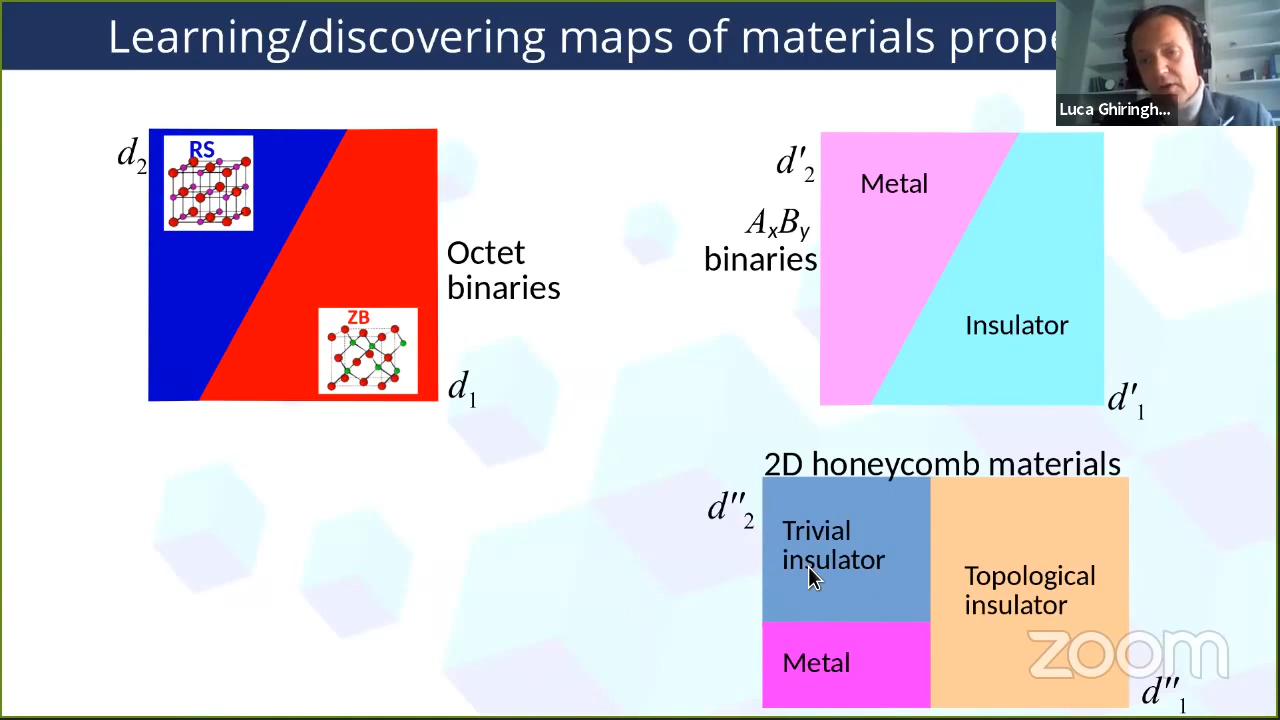 Learning/discovering maps of materials prope
Luca Ghiringh...
d₂
RS
Octet
binaries
ZB
d₁
d′₂
Metal
AₓBᵧ
binaries
Insulator
d′₁
2D honeycomb materials
d″₂
Trivial
insulator
Topological
insulator
Metal
zoom
d″₁